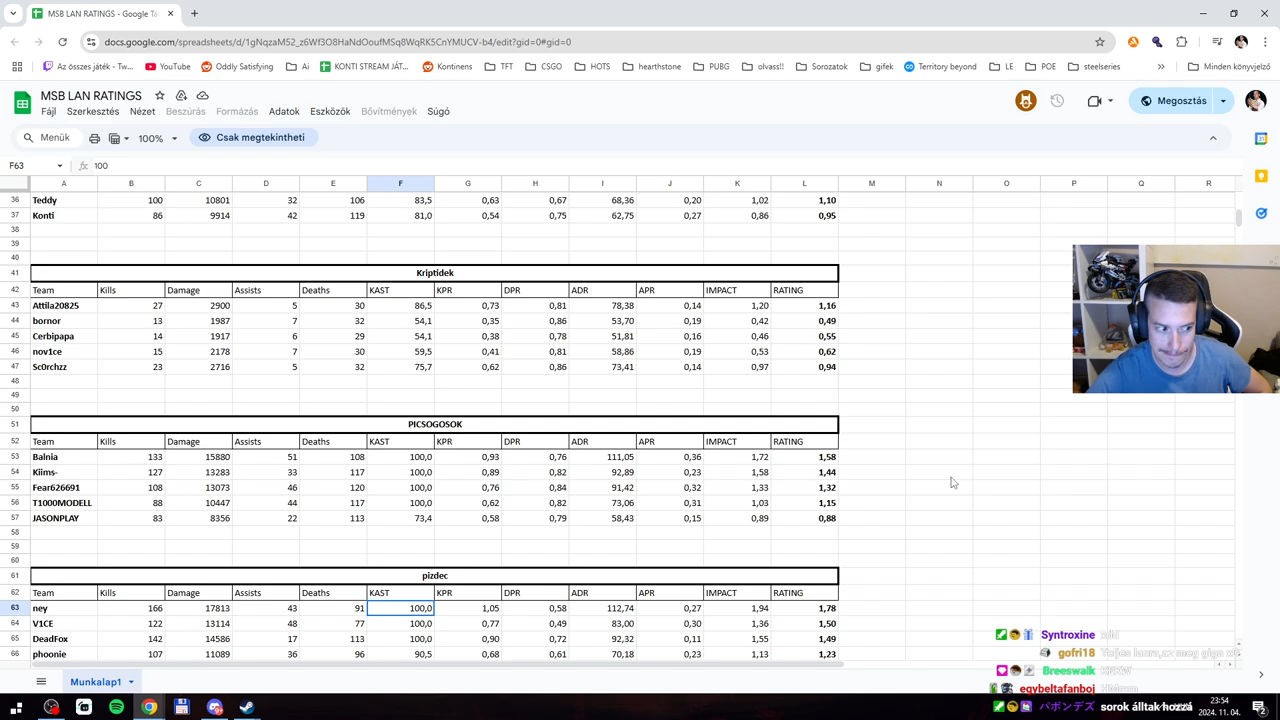 MSB LAN RATINGS - Google Tá
docs.google.com/spreadsheets/d/1gNqzaM52_z6Wf3O8HaNdOoufMSq8WqRK5CnYMUCV-b4/edit?gid=0#gid=0
Az összes játék - Tw... YouTube Oddly Satisfying Ai KONTI STREAM JÁT... Kontinens TFT CSGO HOTS hearthstone PUBG olvass!! Sorozatok gifek Territory beyond LE POE steelseries » Minden könyvjelző
MSB LAN RATINGS
Fájl Szerkesztés Nézet Beszúrás Formázás Adatok Eszközök Bővítmények Súgó
Megosztás
Menük 100% Csak megtekintheti
F63 fx 100
A B C D E F G H I J K L M N O P Q R
36 Teddy 100 10801 32 106 83,5 0,63 0,67 68,36 0,20 1,02 1,10
37 Konti 86 9914 42 119 81,0 0,54 0,75 62,75 0,27 0,86 0,95
38
39
40
41 Kriptidek
42 Team Kills Damage Assists Deaths KAST KPR DPR ADR APR IMPACT RATING
43 Attila20825 27 2900 5 30 86,5 0,73 0,81 78,38 0,14 1,20 1,16
44 bornor 13 1987 7 32 54,1 0,35 0,86 53,70 0,19 0,42 0,49
45 Cerbipapa 14 1917 6 29 54,1 0,38 0,78 51,81 0,16 0,46 0,55
46 nov1ce 15 2178 7 30 59,5 0,41 0,81 58,86 0,19 0,53 0,62
47 Sc0rchzz 23 2716 5 32 75,7 0,62 0,86 73,41 0,14 0,97 0,94
48
49
50
51 PICSOGOSOK
52 Team Kills Damage Assists Deaths KAST KPR DPR ADR APR IMPACT RATING
53 Balnia 133 15880 51 108 100,0 0,93 0,76 111,05 0,36 1,72 1,58
54 Kiims- 127 13283 33 117 100,0 0,89 0,82 92,89 0,23 1,58 1,44
55 Fear626691 108 13073 46 120 100,0 0,76 0,84 91,42 0,32 1,33 1,32
56 T1000MODELL 88 10447 44 117 100,0 0,62 0,82 73,06 0,31 1,03 1,15
57 JASONPLAY 83 8356 22 113 73,4 0,58 0,79 58,43 0,15 0,89 0,88
58
59
60
61 pizdec
62 Team Kills Damage Assists Deaths KAST KPR DPR ADR APR IMPACT RATING
63 ney 166 17813 43 91 100,0 1,05 0,58 112,74 0,27 1,94 1,78
64 V1CE 122 13114 48 77 100,0 0,77 0,49 83,00 0,30 1,36 1,50
65 DeadFox 142 14586 17 113 100,0 0,90 0,72 92,32 0,11 1,55 1,49
66 phoonie 107 11089 36 96 90,5 0,68 0,61 70,18 0,23 1,13 1,23
Syntroxine
gofri18
Breeswalk
egybeltafanboj
パボンデズ sorok álltak hozzá
Munkalap1
23:54
2024. 11. 04.
2